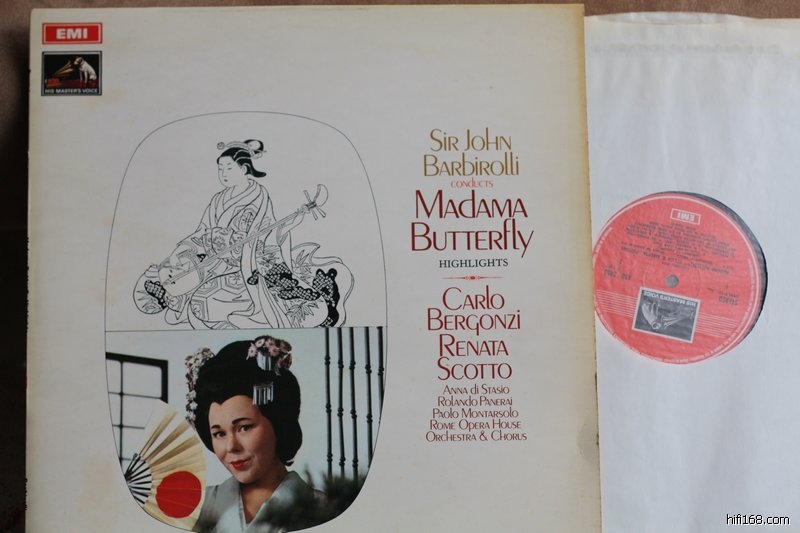 EMI
HIS MASTER'S VOICE
Sir John
Barbirolli
conducts
Madama
Butterfly
HIGHLIGHTS
Carlo
Bergonzi
Renata
Scotto
Anna di Stasio
Rolando Panerai
Paolo Montarsolo
Rome Opera House
Orchestra & Chorus
EMI
HIS MASTER'S VOICE
STEREO
hifi168.com